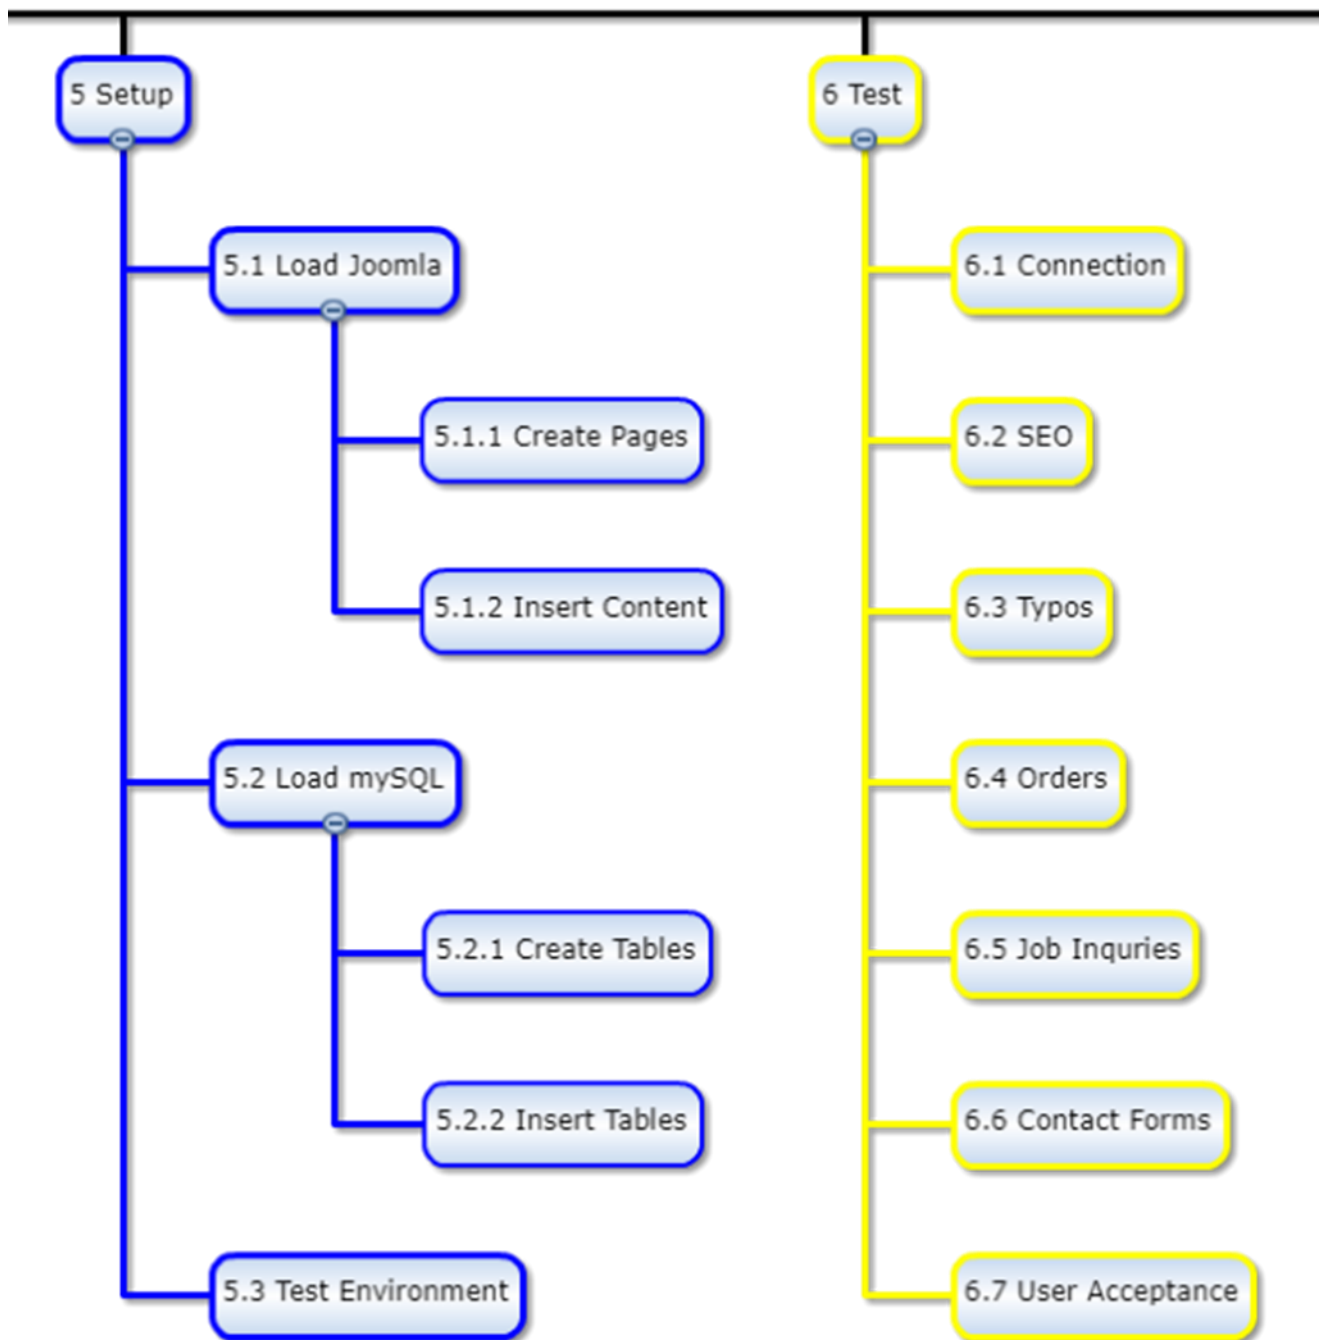 5 Setup
5.1 Load Joomla
5.1.1 Create Pages
5.1.2 Insert Content
5.2 Load mySQL
5.2.1 Create Tables
5.2.2 Insert Tables
5.3 Test Environment
6 Test
6.1 Connection
6.2 SEO
6.3 Typos
6.4 Orders
6.5 Job Inquries
6.6 Contact Forms
6.7 User Acceptance